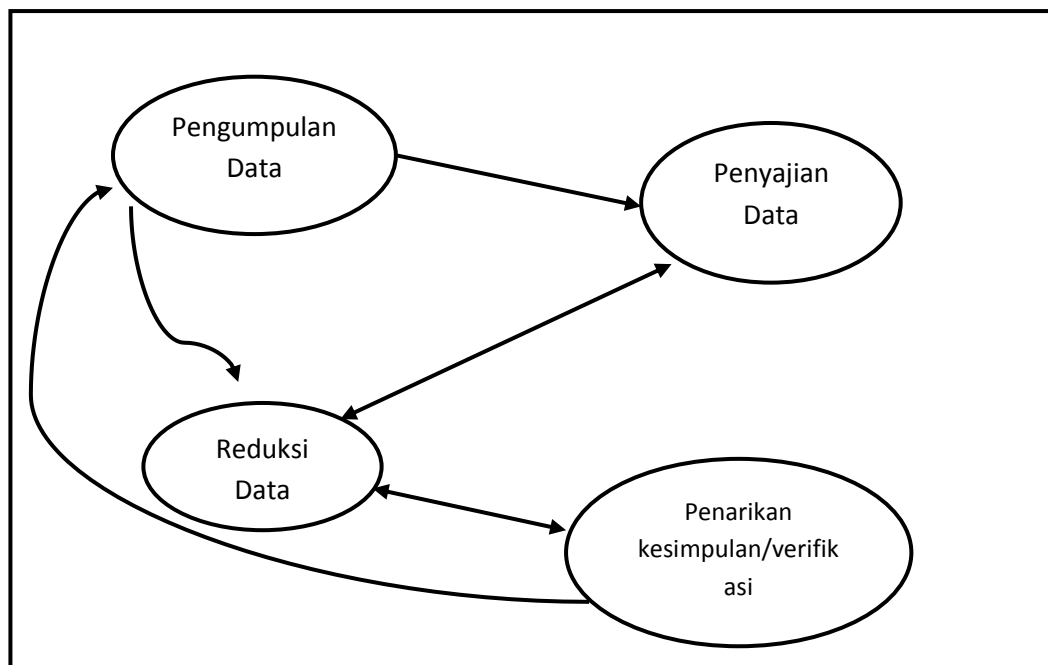 Pengumpulan
Data
Penyajian
Data
Reduksi
Data
Penarikan
kesimpulan/verifik
asi